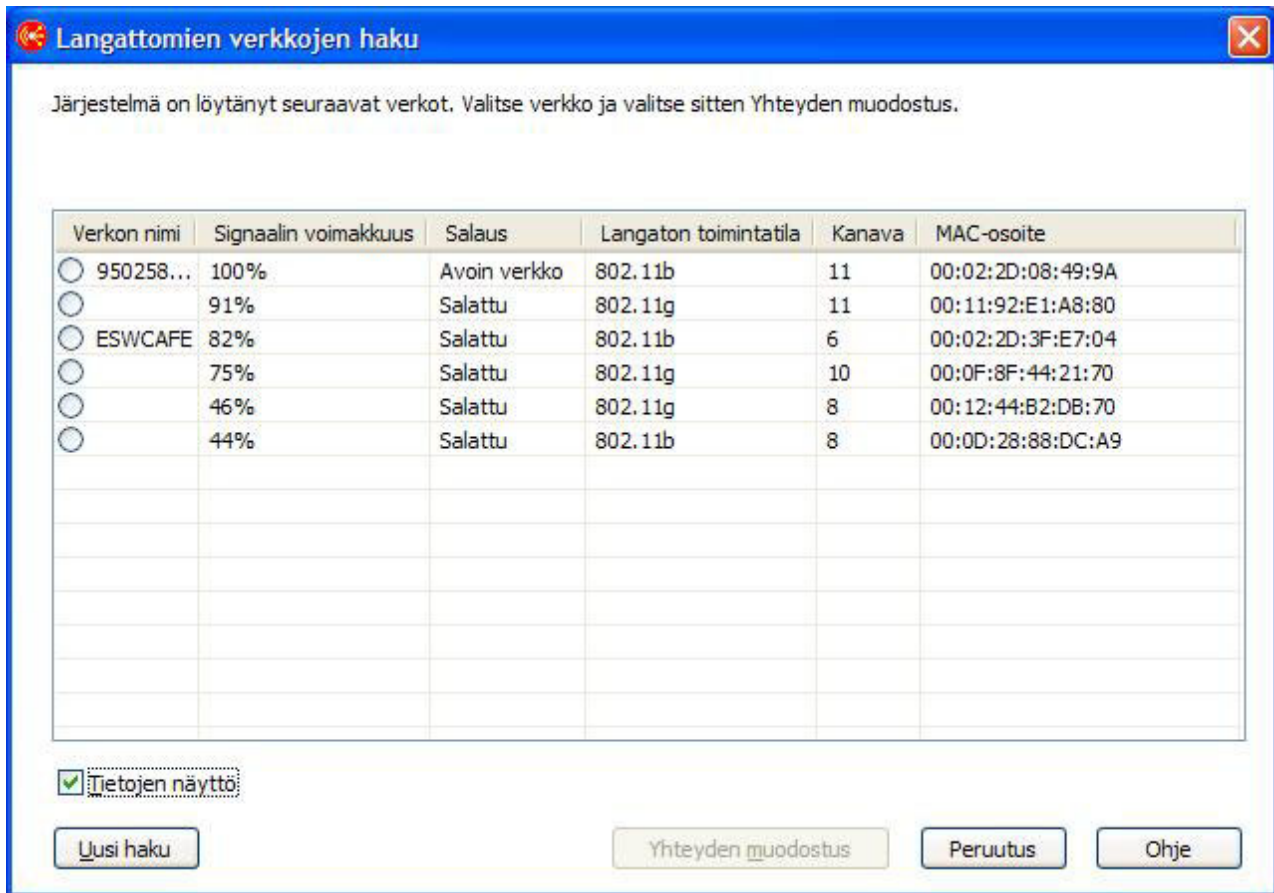 Langattomien verkkojen haku
Järjestelmä on löytänyt seuraavat verkot. Valitse verkko ja valitse sitten Yhteyden muodostus.
Verkon nimi Signaalin voimakkuus Salaus Langaton toimintatila Kanava MAC-osoite
950258... 100% Avoin verkko 802.11b 11 00:02:2D:08:49:9A
91% Salattu 802.11g 11 00:11:92:E1:A8:80
ESWCAFE 82% Salattu 802.11b 6 00:02:2D:3F:E7:04
75% Salattu 802.11g 10 00:0F:8F:44:21:70
46% Salattu 802.11g 8 00:12:44:B2:DB:70
44% Salattu 802.11b 8 00:0D:28:88:DC:A9
Tietojen näyttö
Uusi haku Yhteyden muodostus Peruutus Ohje